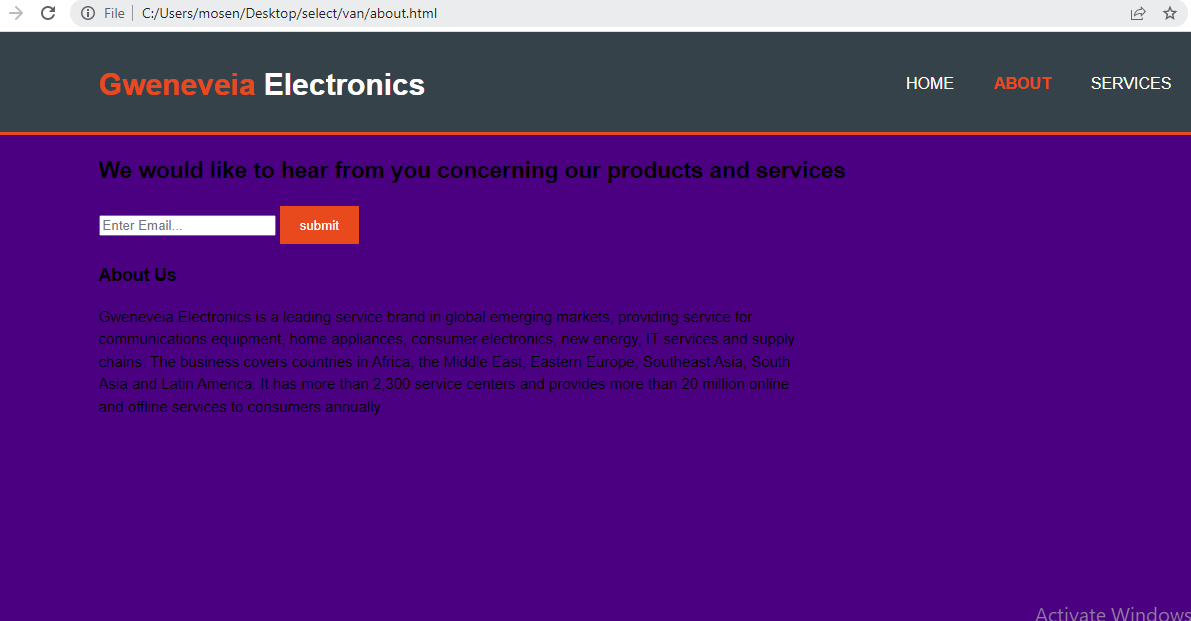 File C:/Users/mosen/Desktop/select/van/about.html
Gweneveia Electronics HOME ABOUT SERVICES
We would like to hear from you concerning our products and services
Enter Email... submit
About Us
Gweneveia Electronics is a leading service brand in global emerging markets, providing service for
communications equipment, home appliances, consumer electronics, new energy, IT services and supply
chains. The business covers countries in Africa, the Middle East, Eastern Europe, Southeast Asia, South
Asia and Latin America. It has more than 2,300 service centers and provides more than 20 million online
and offline services to consumers annually
Activate Windows